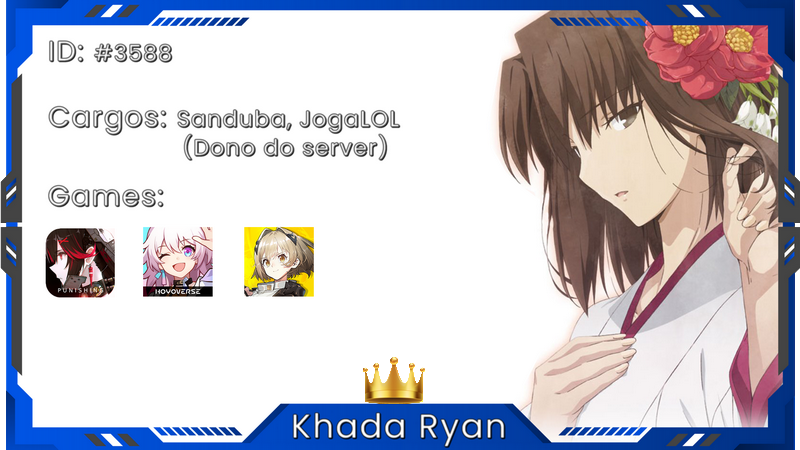 ID: #3588
Cargos: Sanduba, JogaLOL
(Dono do server)
Games:
PUNISHING
HOYOVERSE
Khada Ryan